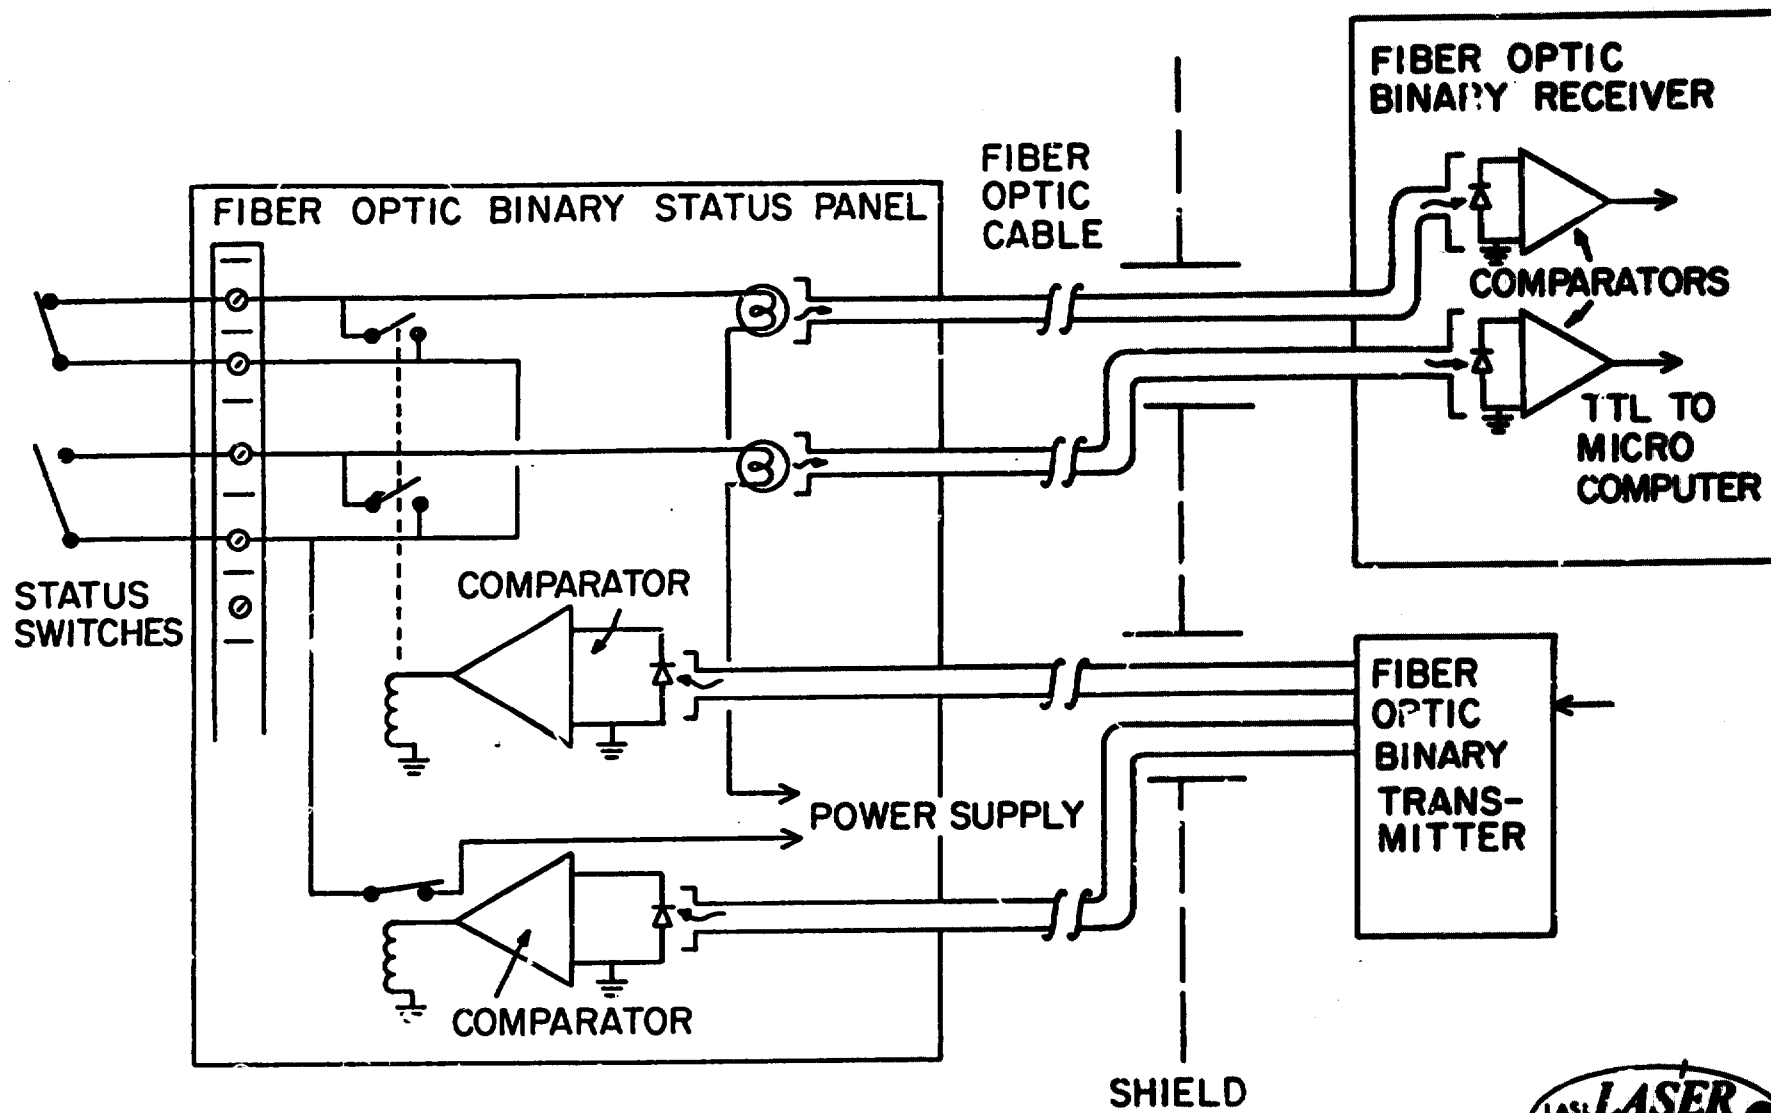 FIBER OPTIC
BINARY RECEIVER
FIBER
OPTIC
CABLE
FIBER OPTIC BINARY STATUS PANEL
COMPARATORS
TTL TO
MICRO
COMPUTER
STATUS
SWITCHES
COMPARATOR
FIBER
OPTIC
BINARY
TRANS-
MITTER
POWER SUPPLY
COMPARATOR
SHIELD
LASL LASER